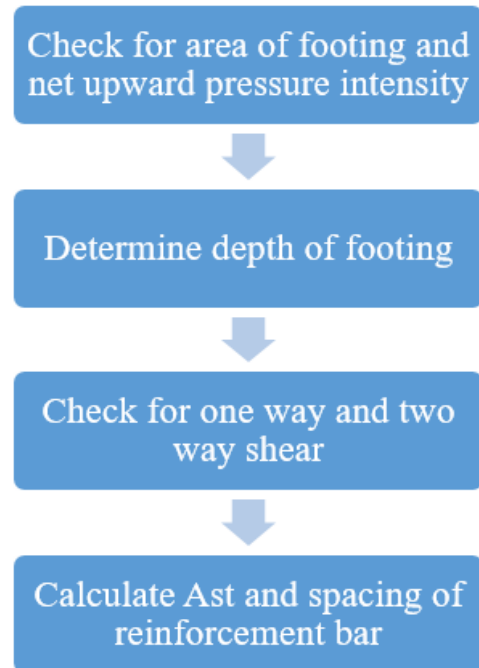 Check for area of footing and
net upward pressure intensity
Determine depth of footing
Check for one way and two
way shear
Calculate Ast and spacing of
reinforcement bar